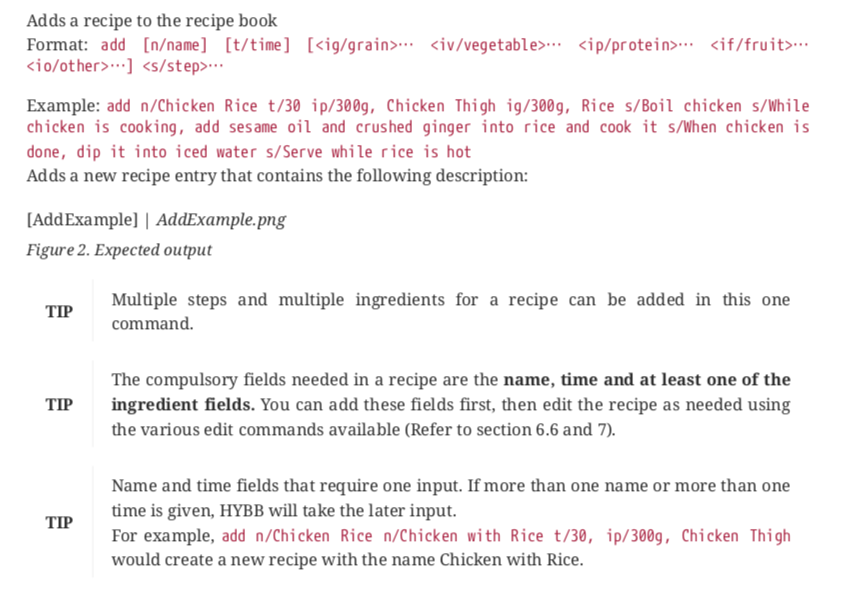 Adds a recipe to the recipe book
Format: add [n/name] [t/time] [<ig/grain>⋯ <iv/vegetable>⋯ <ip/protein>⋯ <if/fruit>⋯
<io/other>⋯] <s/step>⋯
Example: add n/Chicken Rice t/30 ip/300g, Chicken Thigh ig/300g, Rice s/Boil chicken s/While
chicken is cooking, add sesame oil and crushed ginger into rice and cook it s/When chicken is
done, dip it into iced water s/Serve while rice is hot
Adds a new recipe entry that contains the following description:
[AddExample] | AddExample.png
Figure 2. Expected output
TIP
Multiple steps and multiple ingredients for a recipe can be added in this one
command.
TIP
The compulsory fields needed in a recipe are the name, time and at least one of the
ingredient fields. You can add these fields first, then edit the recipe as needed using
the various edit commands available (Refer to section 6.6 and 7).
TIP
Name and time fields that require one input. If more than one name or more than one
time is given, HYBB will take the later input.
For example, add n/Chicken Rice n/Chicken with Rice t/30, ip/300g, Chicken Thigh
would create a new recipe with the name Chicken with Rice.